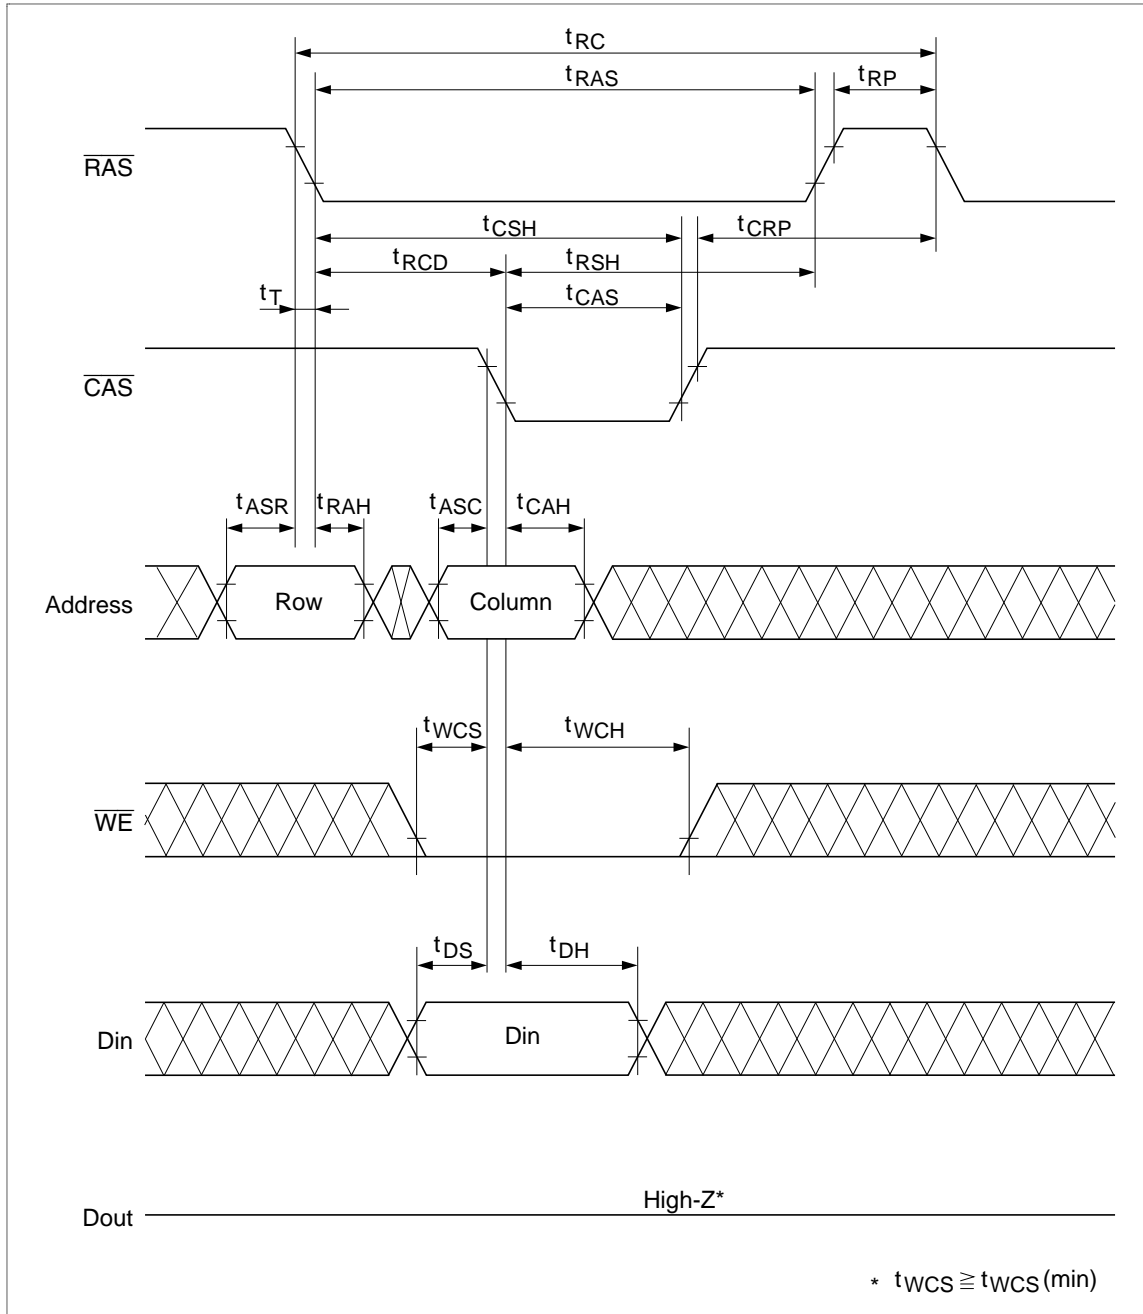 tRC
tRAS
tRP
RAS
tCSH
tCRP
tRCD
tRSH
tT
tCAS
CAS
tASR
tRAH
tASC
tCAH
Address
Row
Column
tWCS
tWCH
WE
tDS
tDH
Din
Din
High-Z*
Dout
* tWCS ≧ tWCS(min)